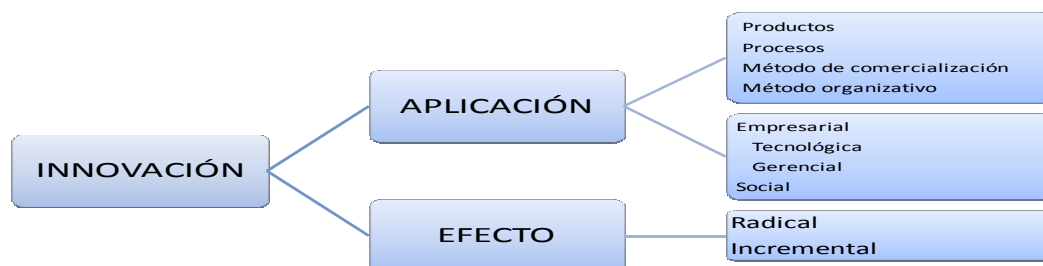 INNOVACIÓN
APLICACIÓN
Productos
Procesos
Método de comercialización
Método organizativo
Empresarial
Tecnológica
Gerencial
Social
EFECTO
Radical
Incremental